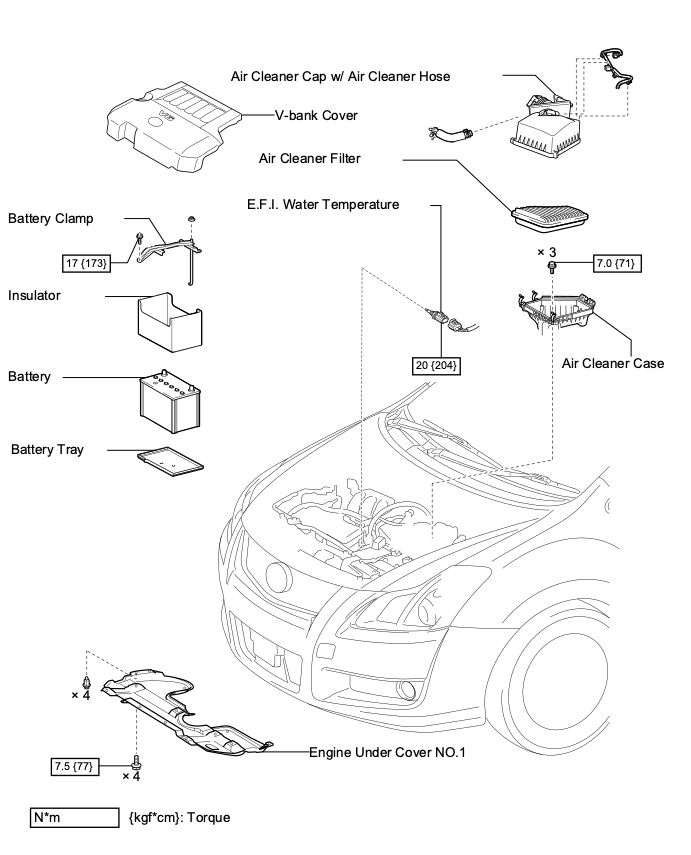 Air Cleaner Cap w/ Air Cleaner Hose
V6
V-bank Cover
Air Cleaner Filter
E.F.I. Water Temperature
Battery Clamp
× 3
17 {173}
7.0 {71}
Insulator
20 {204}
Air Cleaner Case
Battery
Battery Tray
× 4
Engine Under Cover NO.1
7.5 {77}
× 4
N*m {kgf*cm}: Torque